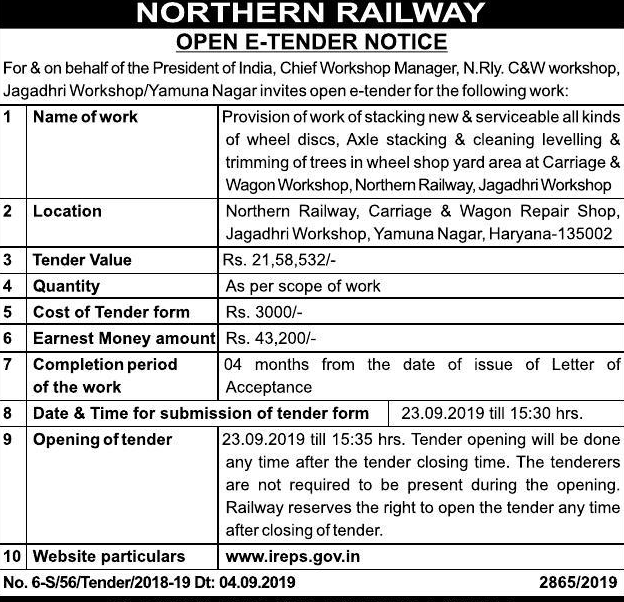 NORTHERN RAILWAY
OPEN E-TENDER NOTICE
For & on behalf of the President of India, Chief Workshop Manager, N.Rly. C&W workshop,
Jagadhri Workshop/Yamuna Nagar invites open e-tender for the following work:
1 Name of work Provision of work of stacking new & serviceable all kinds
of wheel discs, Axle stacking & cleaning levelling &
trimming of trees in wheel shop yard area at Carriage &
Wagon Workshop, Northern Railway, Jagadhri Workshop
2 Location Northern Railway, Carriage & Wagon Repair Shop,
Jagadhri Workshop, Yamuna Nagar, Haryana-135002
3 Tender Value Rs. 21,58,532/-
4 Quantity As per scope of work
5 Cost of Tender form Rs. 3000/-
6 Earnest Money amount Rs. 43,200/-
7 Completion period 04 months from the date of issue of Letter of
of the work Acceptance
8 Date & Time for submission of tender form 23.09.2019 till 15:30 hrs.
9 Opening of tender 23.09.2019 till 15:35 hrs. Tender opening will be done
any time after the tender closing time. The tenderers
are not required to be present during the opening.
Railway reserves the right to open the tender any time
after closing of tender.
10 Website particulars www.ireps.gov.in
No. 6-S/56/Tender/2018-19 Dt: 04.09.2019 2865/2019